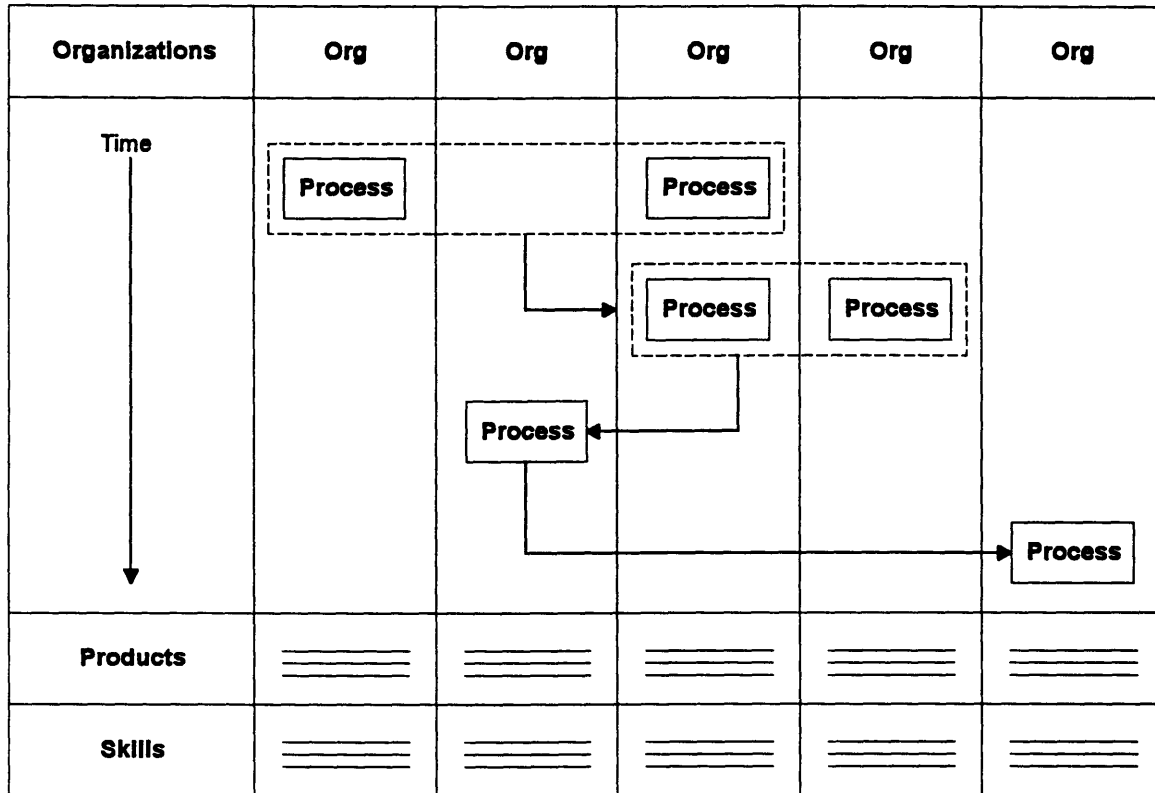 Organizations Org Org Org Org Org
Time
Process Process
Process Process
Process
Process
Products
Skills